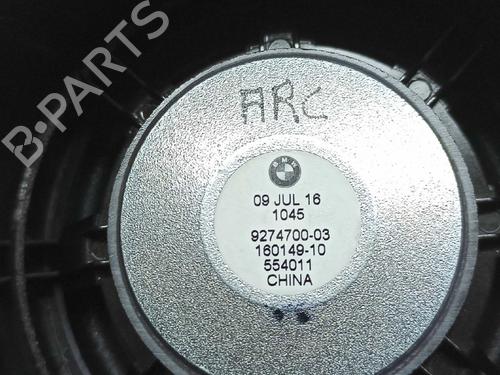 B-PARTS
ARC
BMW
09 JUL 16
1045
9274700-03
160149-10
554011
CHINA